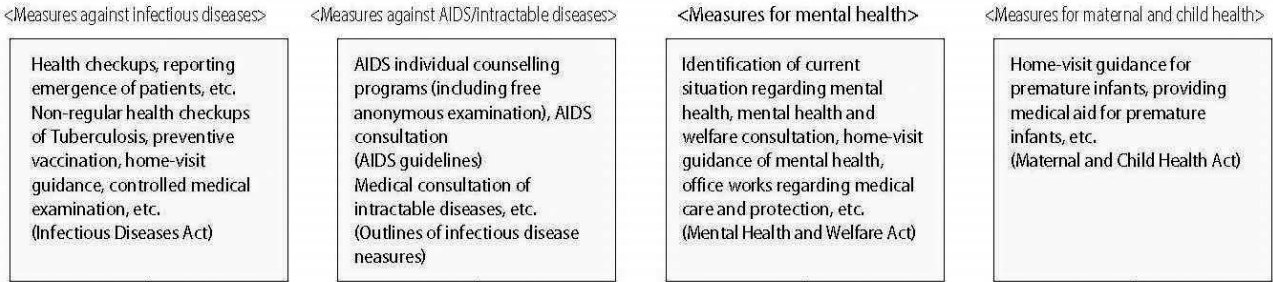 <Measures against infectious diseases>
Health checkups, reporting
emergence of patients, etc.
Non-regular health checkups
of Tuberculosis, preventive
vaccination, home-visit
guidance, controlled medical
examination, etc.
(Infectious Diseases Act)
<Measures against AIDS/intractable diseases>
AIDS individual counselling
programs (including free
anonymous examination), AIDS
consultation
(AIDS guidelines)
Medical consultation of
intractable diseases, etc.
(Outlines of infectious disease
neasures)
<Measures for mental health>
Identification of current
situation regarding mental
health, mental health and
welfare consultation, home-visit
guidance of mental health,
office works regarding medical
care and protection, etc.
(Mental Health and Welfare Act)
<Measures for maternal and child health>
Home-visit guidance for
premature infants, providing
medical aid for premature
infants, etc.
(Maternal and Child Health Act)